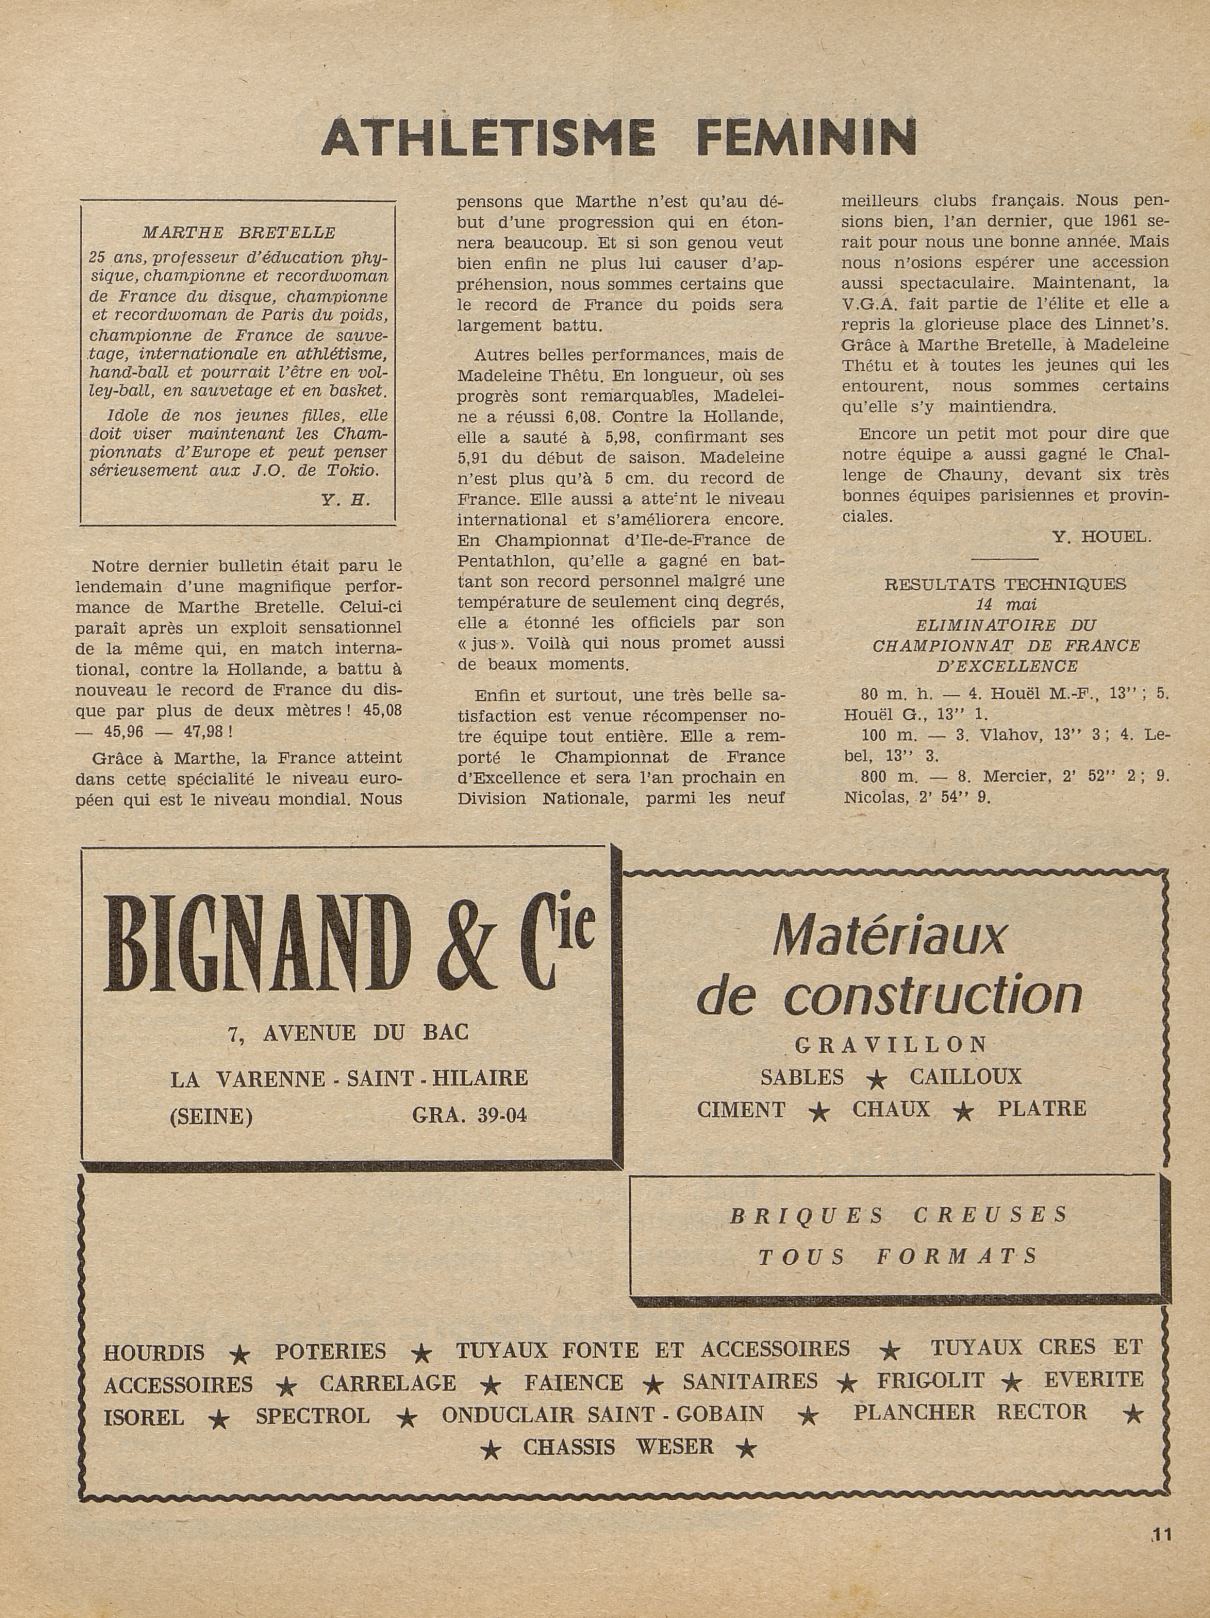 ATHLETISME FEMININ
MARTHE BRETELLE
25 ans, professeur d'éducation phy-
sique, championne et recordwoman
de France du disque, championne
et recordwoman de Paris du poids,
championne de France de sauve-
tage, internationale en athlétisme,
hand-ball et pourrait l'être en vol-
ley-ball, en sauvetage et en basket.
Idole de nos jeunes filles, elle
doit viser maintenant les Cham-
pionnats d'Europe et peut penser
sérieusement aux J.O. de Tokio.
Y. H.
Notre dernier bulletin était paru le
lendemain d'une magnifique perfor-
mance de Marthe Bretelle. Celui-ci
paraît après un exploit sensationnel
de la même qui, en match interna-
tional, contre la Hollande, a battu à
nouveau le record de France du dis-
que par plus de deux mètres ! 45,08
— 45,96 — 47,98 !
Grâce à Marthe, la France atteint
dans cette spécialité le niveau euro-
péen qui est le niveau mondial. Nous
pensons que Marthe n'est qu'au dé-
but d'une progression qui en éton-
nera beaucoup. Et si son genou veut
bien enfin ne plus lui causer d'ap-
préhension, nous sommes certains que
le record de France du poids sera
largement battu.
Autres belles performances, mais de
Madeleine Thêtu. En longueur, où ses
progrès sont remarquables, Madelei-
ne a réussi 6,08. Contre la Hollande,
elle a sauté à 5,98, confirmant ses
5,91 du début de saison. Madeleine
n'est plus qu'à 5 cm. du record de
France. Elle aussi a atteint le niveau
international et s'améliorera encore.
En Championnat d'Ile-de-France de
Pentathlon, qu'elle a gagné en bat-
tant son record personnel malgré une
température de seulement cinq degrés,
elle a étonné les officiels par son
« jus ». Voilà qui nous promet aussi
de beaux moments.
Enfin et surtout, une très belle sa-
tisfaction est venue récompenser no-
tre équipe tout entière. Elle a rem-
porté le Championnat de France
d'Excellence et sera l'an prochain en
Division Nationale, parmi les neuf
meilleurs clubs français. Nous pen-
sions bien, l'an dernier, que 1961 se-
rait pour nous une bonne année. Mais
nous n'osions espérer une accession
aussi spectaculaire. Maintenant, la
V.G.A. fait partie de l'élite et elle a
repris la glorieuse place des Linnet's.
Grâce à Marthe Bretelle, à Madeleine
Thétu et à toutes les jeunes qui les
entourent, nous sommes certains
qu'elle s'y maintiendra.
Encore un petit mot pour dire que
notre équipe a aussi gagné le Chal-
lenge de Chauny, devant six très
bonnes équipes parisiennes et provin-
ciales.
Y. HOUEL.
RESULTATS TECHNIQUES
14 mai
ELIMINATOIRE DU
CHAMPIONNAT DE FRANCE
D'EXCELLENCE
80 m. h. — 4. Houël M.-F., 13'' ; 5.
Houël G., 13'' 1.
100 m. — 3. Vlahov, 13'' 3 ; 4. Le-
bel, 13'' 3.
800 m. — 8. Mercier, 2' 52'' 2 ; 9.
Nicolas, 2' 54'' 9.
BIGNAND & Cie
7, AVENUE DU BAC
LA VARENNE - SAINT - HILAIRE
(SEINE) GRA. 39-04
Matériaux
de construction
GRAVILLON
SABLES ★ CAILLOUX
CIMENT ★ CHAUX ★ PLATRE
BRIQUES CREUSES
TOUS FORMATS
HOURDIS ★ POTERIES ★ TUYAUX FONTE ET ACCESSOIRES ★ TUYAUX CRES ET
ACCESSOIRES ★ CARRELAGE ★ FAIENCE ★ SANITAIRES ★ FRIGOLIT ★ EVERITE
ISOREL ★ SPECTROL ★ ONDUCLAIR SAINT - GOBAIN ★ PLANCHER RECTOR ★
★ CHASSIS WESER ★
11